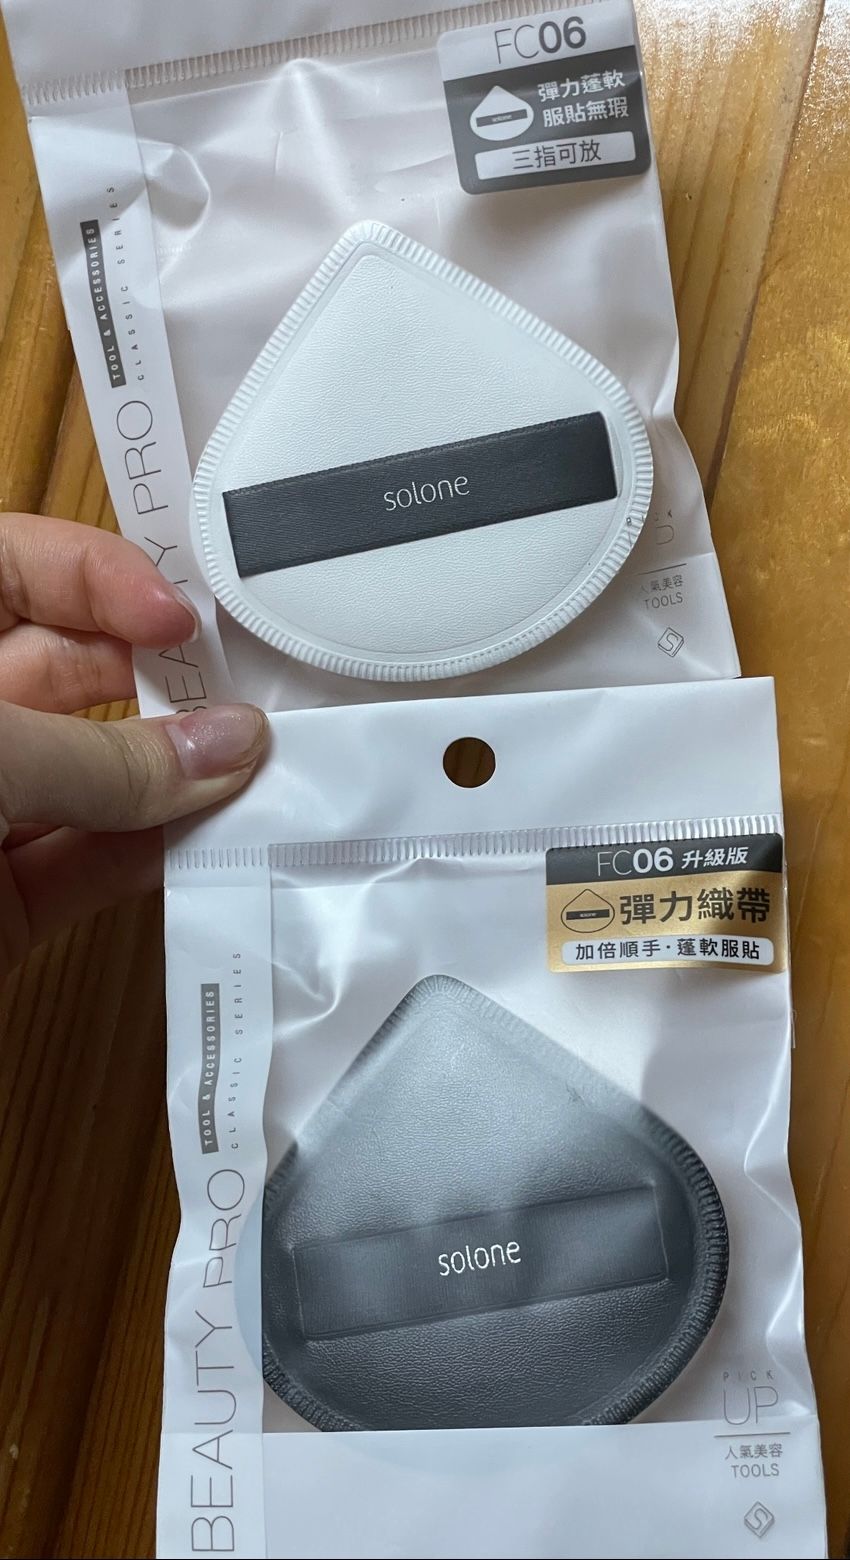 FC06
彈力蓬軟
服貼無瑕
solone
三指可放
TOOL & ACCESSORIES
CLASSIC SERIES
BEAUTY PRO
solone
人氣美容
TOOLS
FC06 升級版
彈力織帶
solone
加倍順手·蓬軟服貼
TOOL & ACCESSORIES
CLASSIC SERIES
BEAUTY PRO
solone
PICK
UP
人氣美容
TOOLS